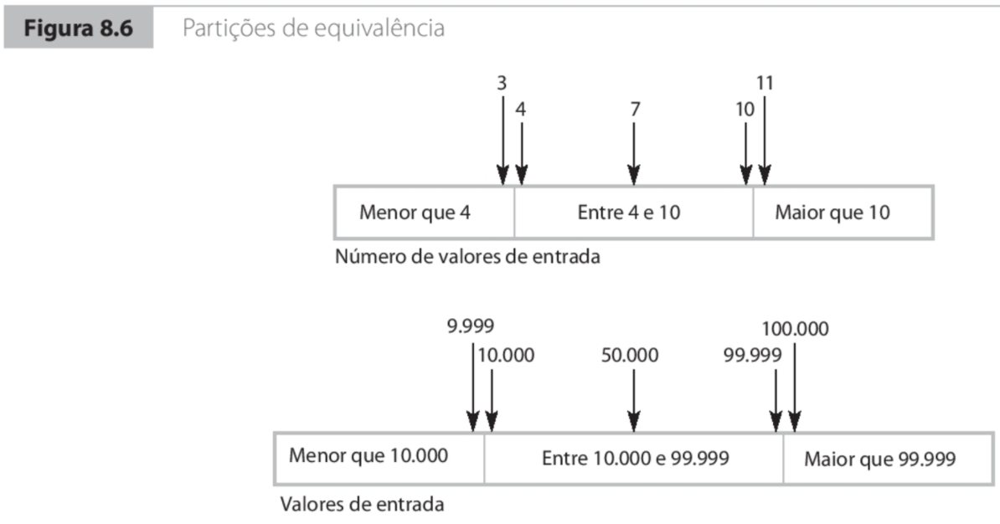 Figura 8.6 Partições de equivalência
3 11
4 7 10
Menor que 4 Entre 4 e 10 Maior que 10
Número de valores de entrada
9.999 100.000
10.000 50.000 99.999
Menor que 10.000 Entre 10.000 e 99.999 Maior que 99.999
Valores de entrada